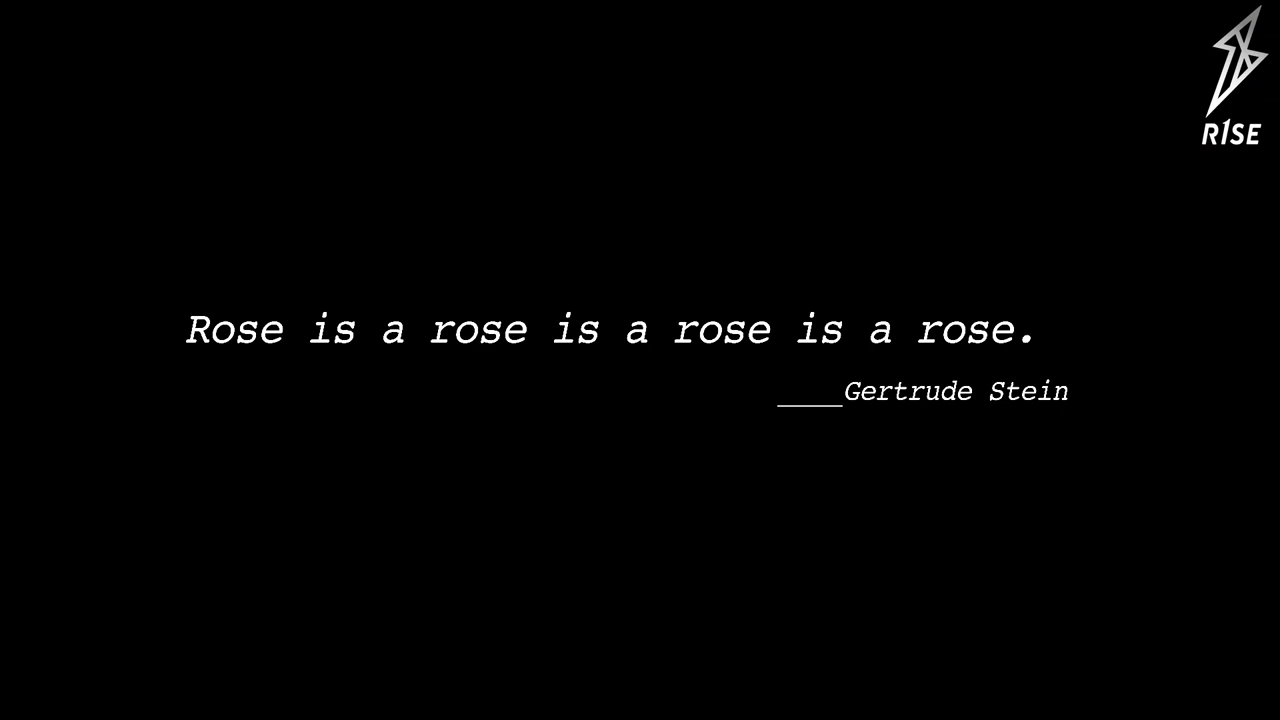 R1SE
Rose is a rose is a rose is a rose.
____Gertrude Stein